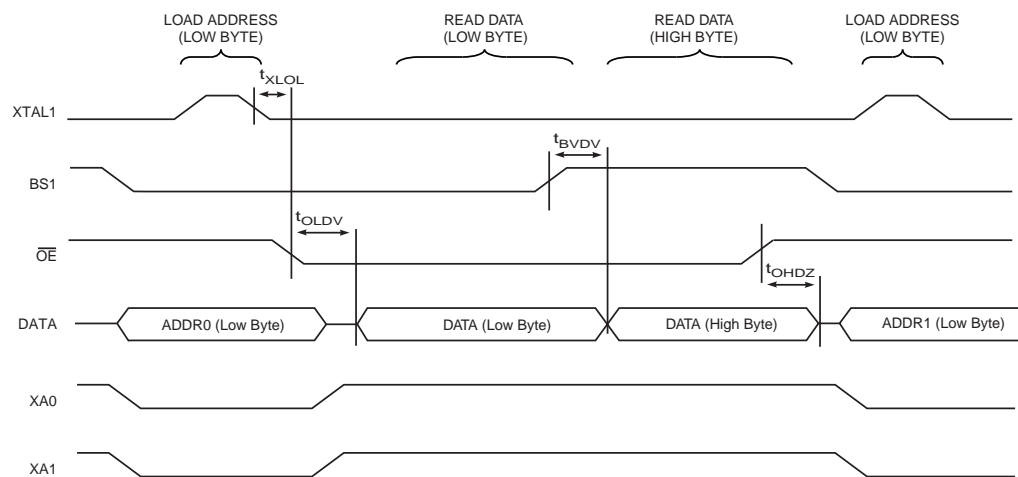 LOAD ADDRESS
(LOW BYTE)
READ DATA
(LOW BYTE)
READ DATA
(HIGH BYTE)
LOAD ADDRESS
(LOW BYTE)
tXLOL
XTAL1
tBVDV
BS1
tOLDV
OE
tOHDZ
DATA
ADDR0 (Low Byte)
DATA (Low Byte)
DATA (High Byte)
ADDR1 (Low Byte)
XA0
XA1